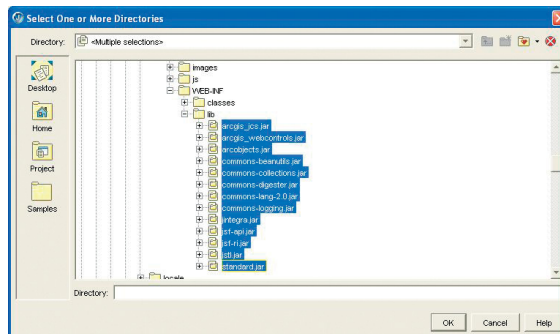 Select One or More Directories
Directory: <Multiple selections>
Desktop
Home
Project
Samples
images
js
WEB-INF
classes
lib
arcgis_jcs.jar
arcgis_webcontrols.jar
arcobjects.jar
commons-beanutils.jar
commons-collections.jar
commons-digester.jar
commons-lang-2.0.jar
commons-logging.jar
jintegra.jar
jsf-api.jar
jsf-ri.jar
jstl.jar
standard.jar
locale
Directory:
OK Cancel Help